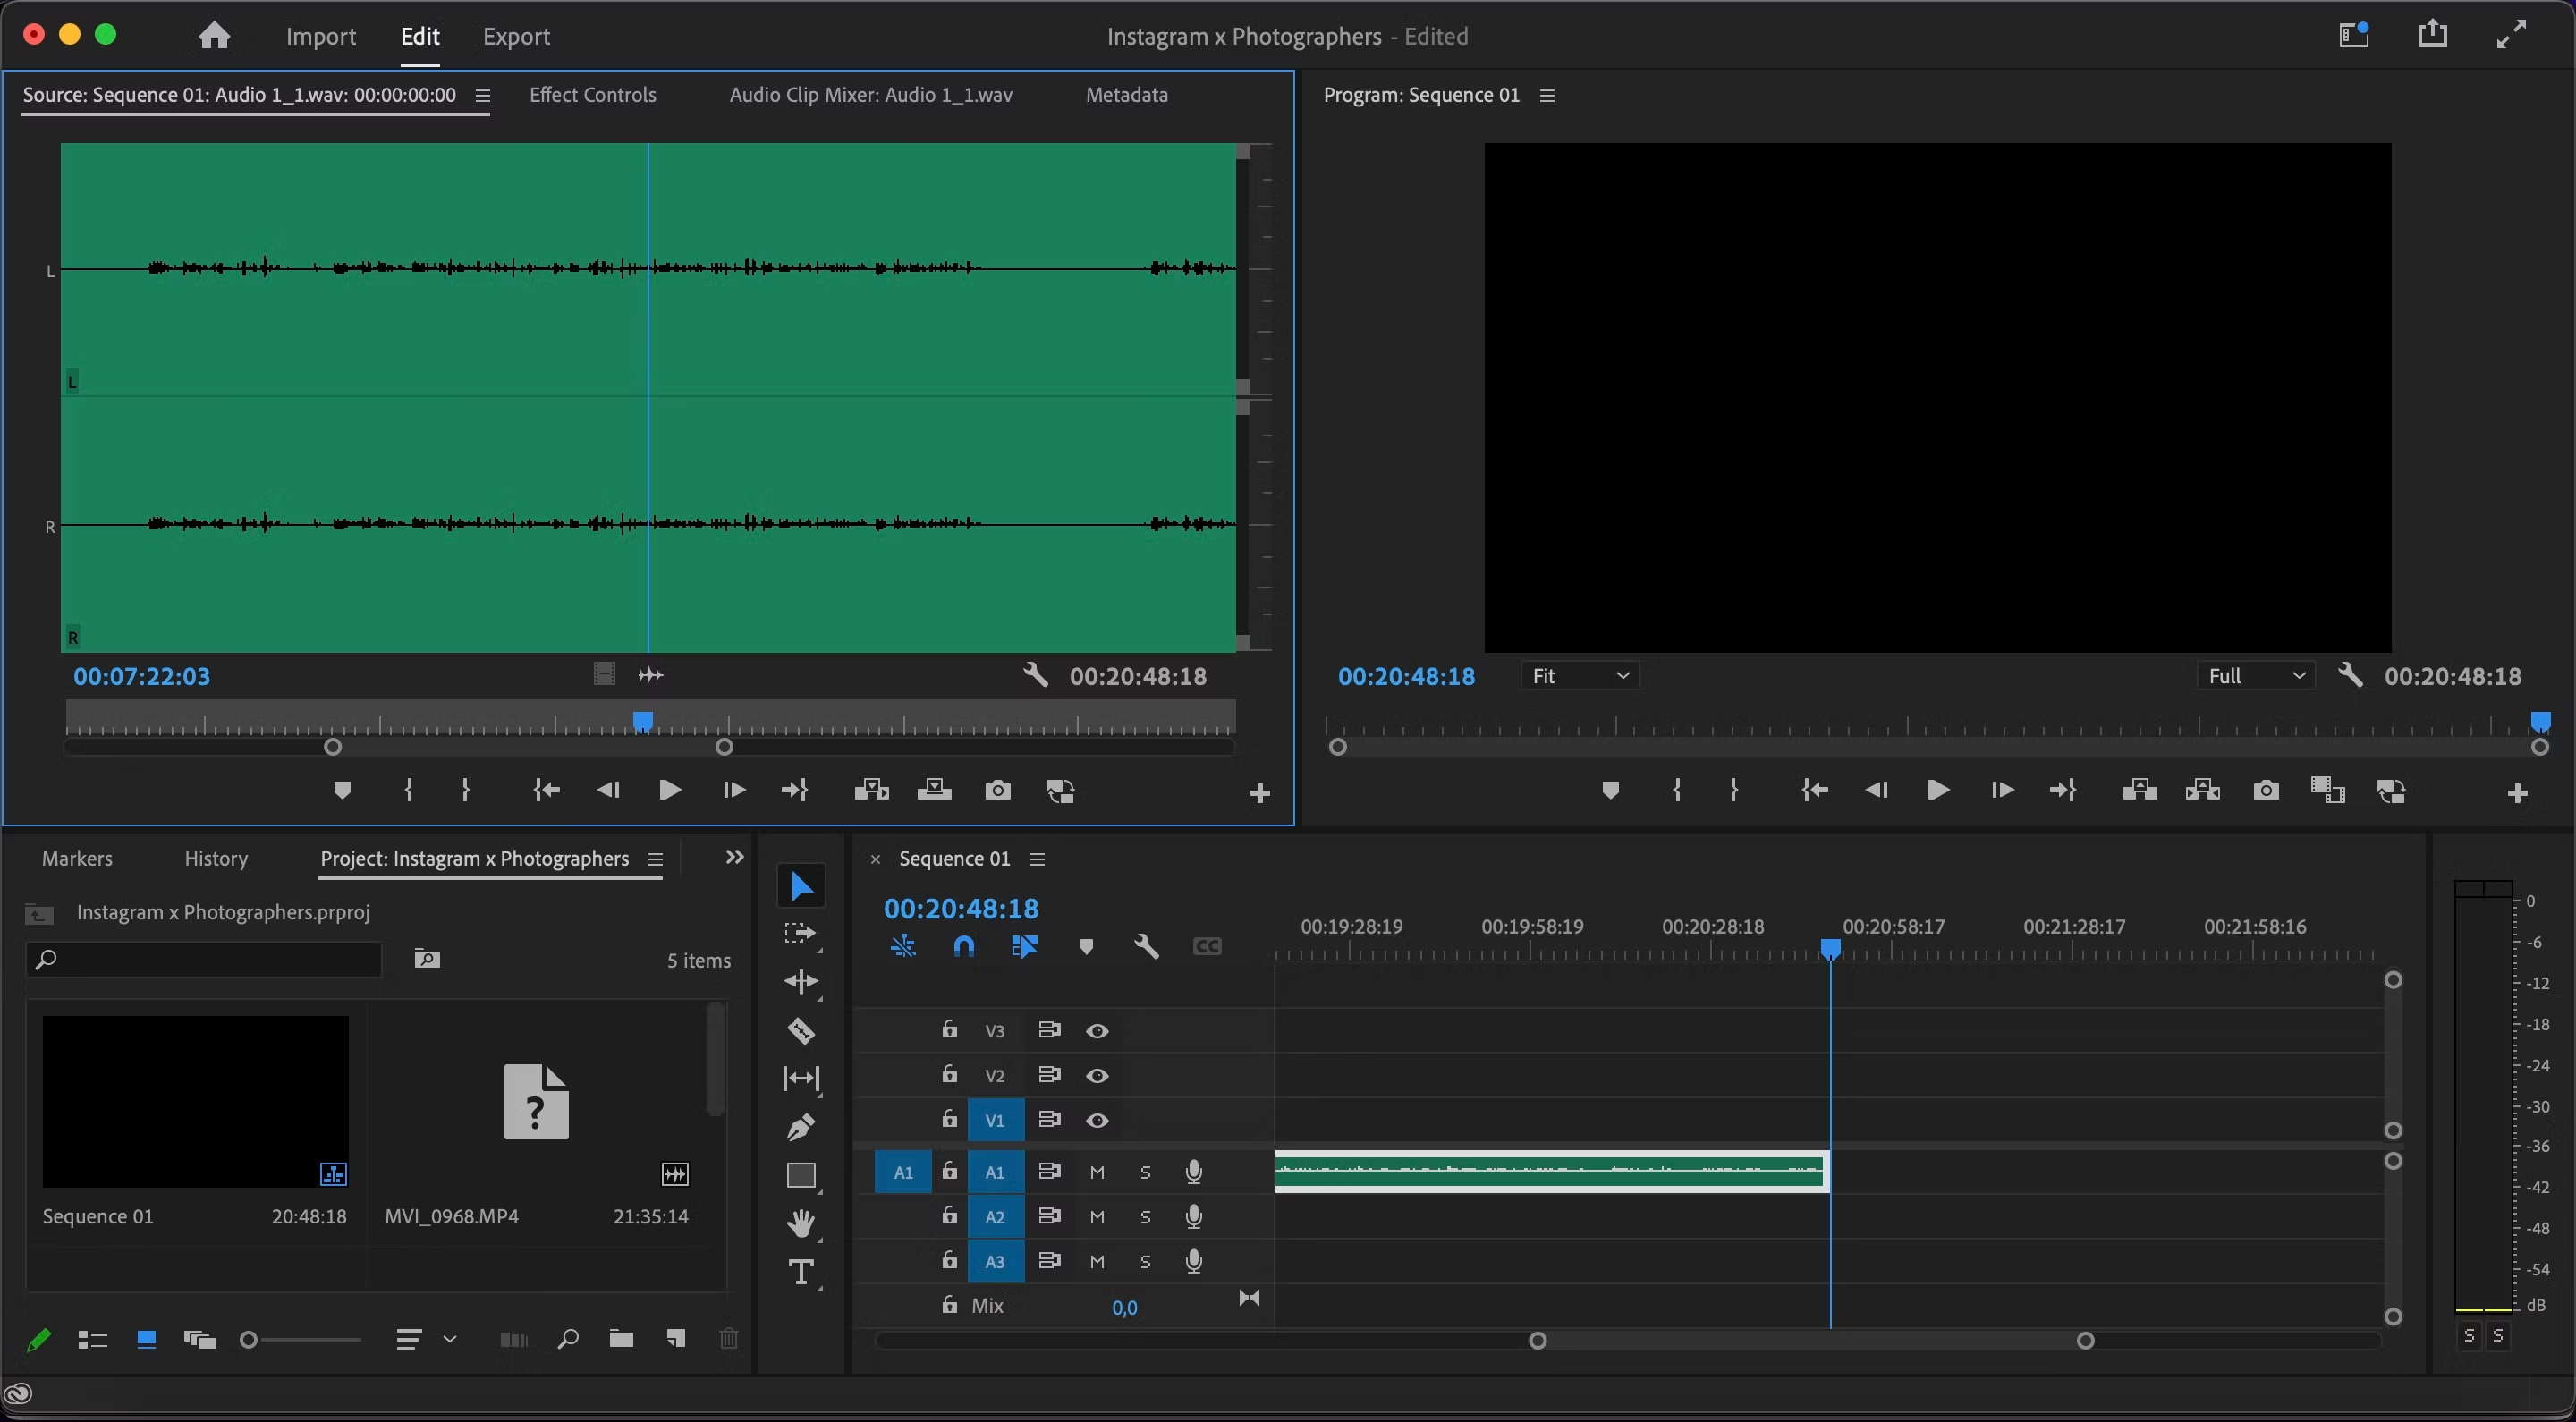 Import Edit Export
Instagram x Photographers - Edited
Source: Sequence 01: Audio 1_1.wav: 00:00:00:00
Effect Controls
Audio Clip Mixer: Audio 1_1.wav
Metadata
Program: Sequence 01
L
L
R
R
00:07:22:03
00:20:48:18
00:20:48:18
Fit
Full
00:20:48:18
Markers
History
Project: Instagram x Photographers
Instagram x Photographers.prproj
5 items
Sequence 01
20:48:18
MVI_0968.MP4
21:35:14
Sequence 01
00:20:48:18
00:19:28:19
00:19:58:19
00:20:28:18
00:20:58:17
00:21:28:17
00:21:58:16
CC
V3
V2
V1
A1 A1 M S
A2 M S
A3 M S
Mix 0,0
0
-6
-12
-18
-24
-30
-36
-42
-48
-54
dB
S S